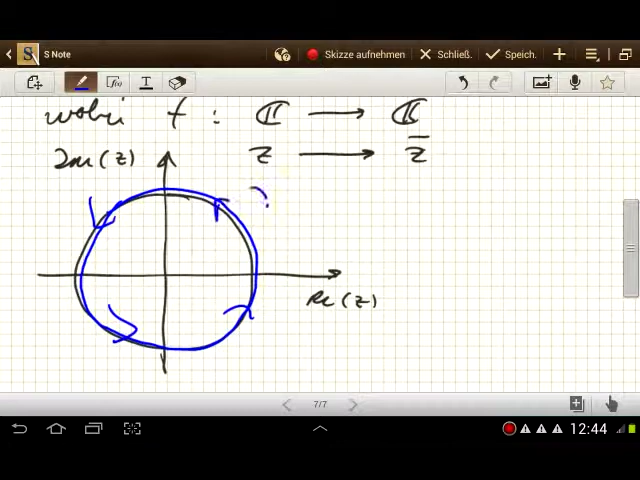 S Note
Skizze aufnehmen
Schließ.
Speich.
wobei f : ℂ → ℂ
z → z̅
Im(z)
Re(z)
7/7
12:44